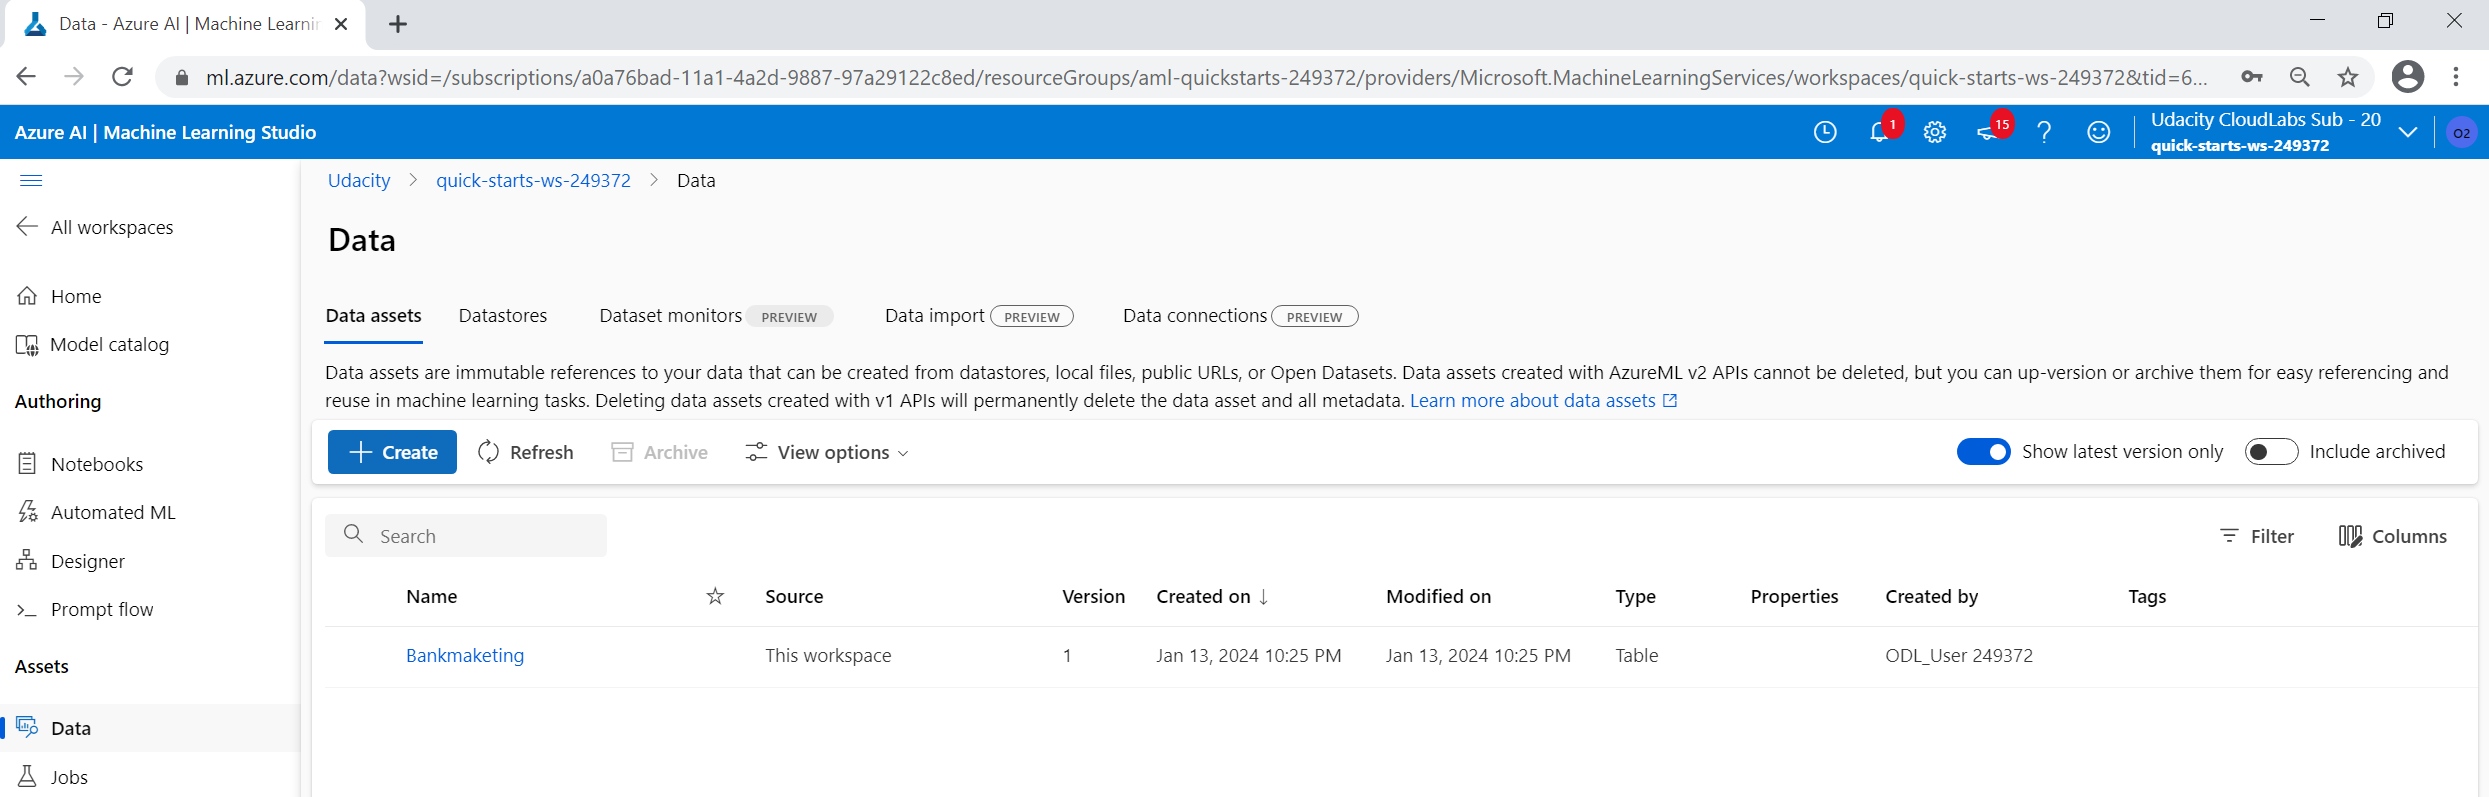 Data - Azure AI | Machine Learnin
ml.azure.com/data?wsid=/subscriptions/a0a76bad-11a1-4a2d-9887-97a29122c8ed/resourceGroups/aml-quickstarts-249372/providers/Microsoft.MachineLearningServices/workspaces/quick-starts-ws-249372&tid=6...
Azure AI | Machine Learning Studio
1
15
Udacity CloudLabs Sub - 20
quick-starts-ws-249372
O2
All workspaces
Home
Model catalog
Authoring
Notebooks
Automated ML
Designer
Prompt flow
Assets
Data
Jobs
Udacity > quick-starts-ws-249372 > Data
Data
Data assets Datastores Dataset monitors PREVIEW Data import PREVIEW Data connections PREVIEW
Data assets are immutable references to your data that can be created from datastores, local files, public URLs, or Open Datasets. Data assets created with AzureML v2 APIs cannot be deleted, but you can up-version or archive them for easy referencing and
reuse in machine learning tasks. Deleting data assets created with v1 APIs will permanently delete the data asset and all metadata. Learn more about data assets
Create Refresh Archive View options Show latest version only Include archived
Search Filter Columns
Name Source Version Created on ↓ Modified on Type Properties Created by Tags
Bankmaketing This workspace 1 Jan 13, 2024 10:25 PM Jan 13, 2024 10:25 PM Table ODL_User 249372